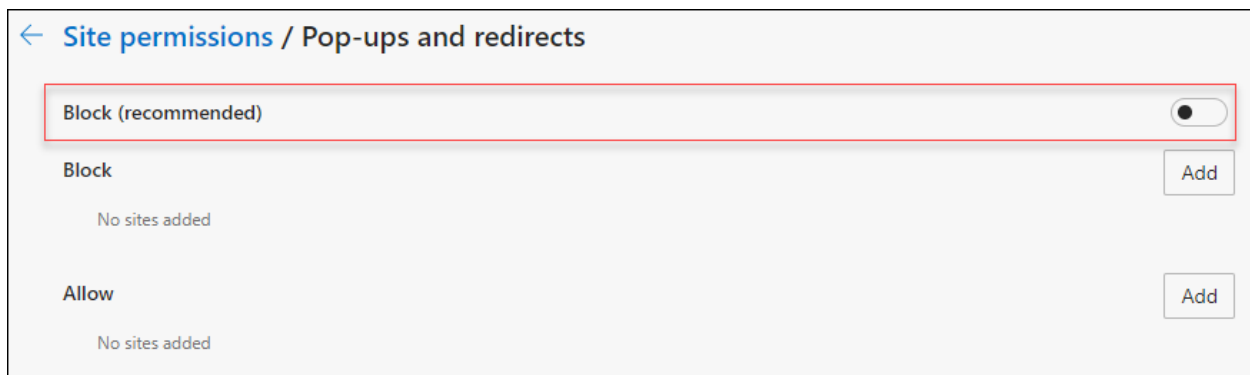 Site permissions / Pop-ups and redirects
Block (recommended)
Block
Add
No sites added
Allow
Add
No sites added